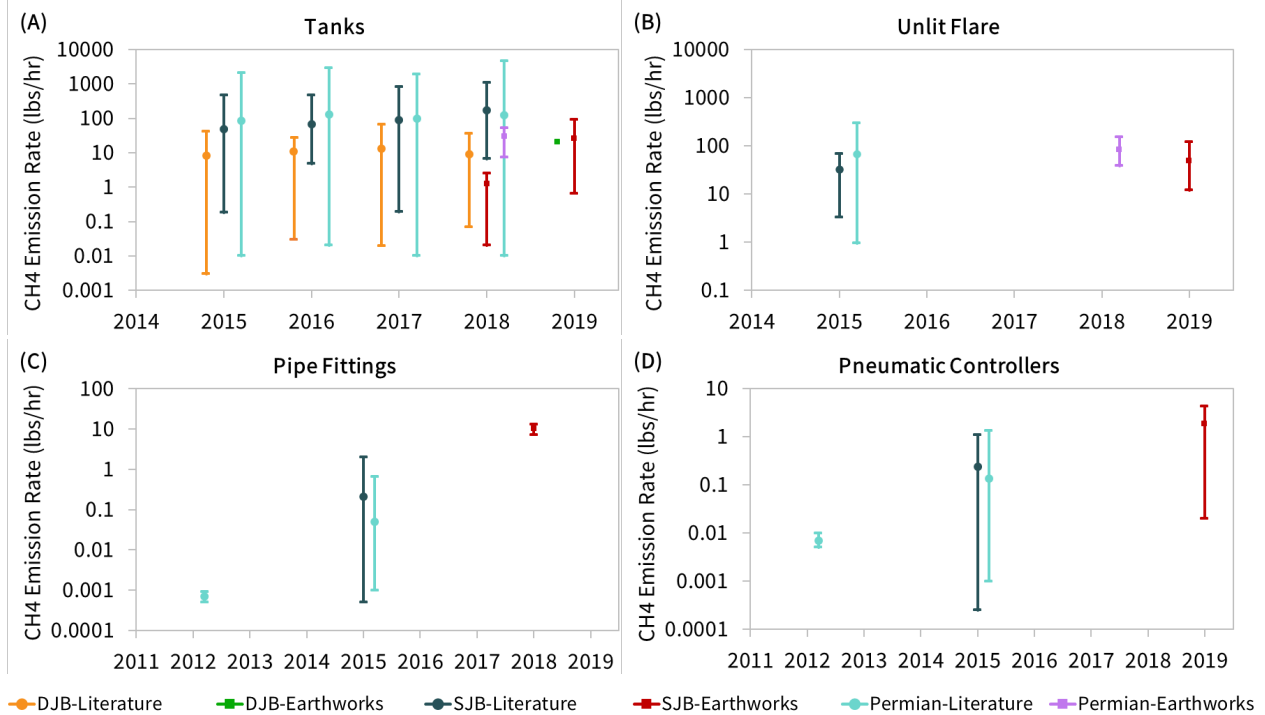 (A)
Tanks
CH4 Emission Rate (lbs/hr)
10000
1000
100
10
1
0.1
0.01
0.001
2014 2015 2016 2017 2018 2019
(B)
Unlit Flare
CH4 Emission Rate (lbs/hr)
10000
1000
100
10
1
0.1
2014 2015 2016 2017 2018 2019
(C)
Pipe Fittings
CH4 Emission Rate (lbs/hr)
100
10
1
0.1
0.01
0.001
0.0001
2011 2012 2013 2014 2015 2016 2017 2018 2019
(D)
Pneumatic Controllers
CH4 Emission Rate (lbs/hr)
10
1
0.1
0.01
0.001
0.0001
2011 2012 2013 2014 2015 2016 2017 2018 2019
DJB-Literature DJB-Earthworks SJB-Literature SJB-Earthworks Permian-Literature Permian-Earthworks